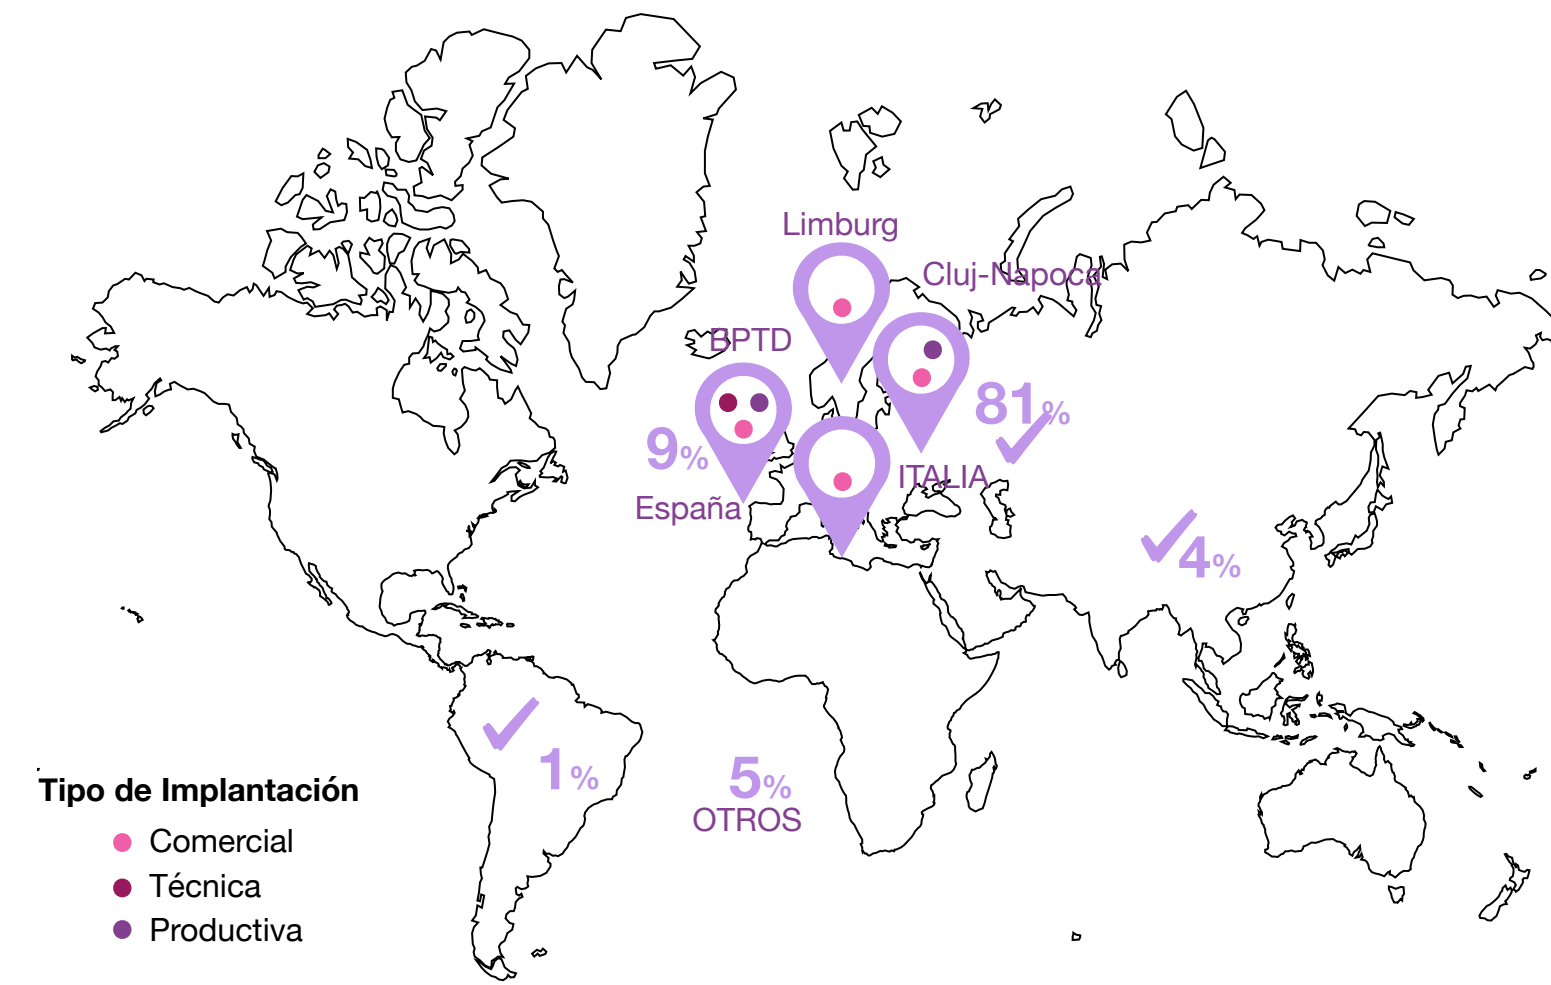 Limburg
Cluj-Napoca
BPTD
81%
9%
ITALIA
España
4%
1%
5%
OTROS
Tipo de Implantación
Comercial
Técnica
Productiva